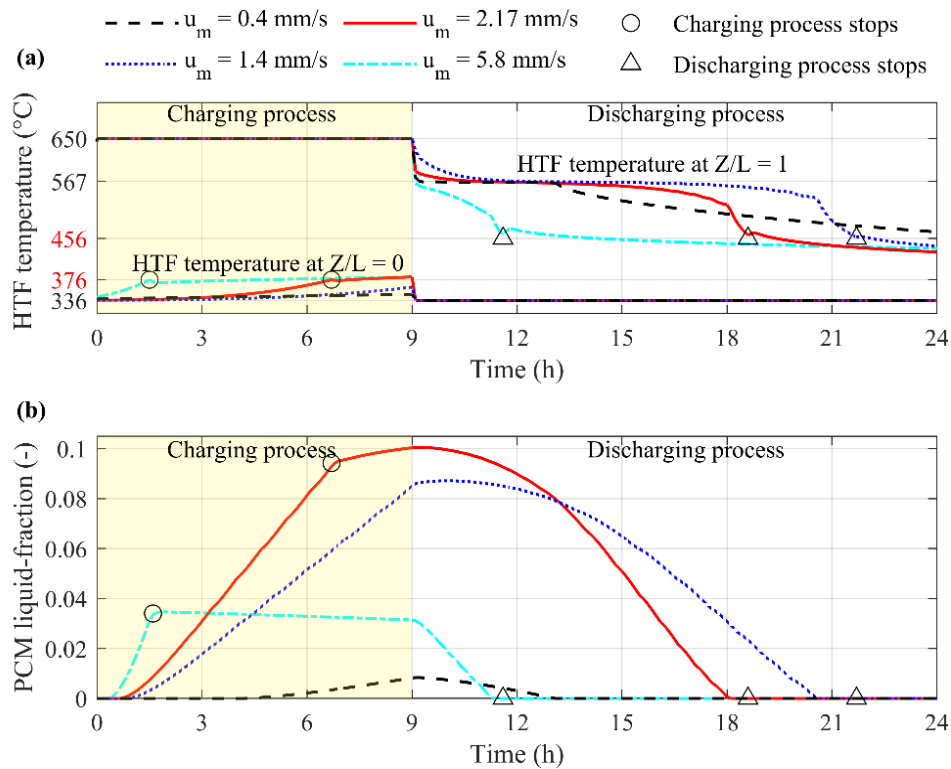 u_m = 0.4 mm/s u_m = 2.17 mm/s Charging process stops
(a) u_m = 1.4 mm/s u_m = 5.8 mm/s Discharging process stops
Charging process Discharging process
HTF temperature (°C)
650
567
456
376
336
HTF temperature at Z/L = 1
HTF temperature at Z/L = 0
0 3 6 9 12 15 18 21 24
Time (h)
(b)
Charging process Discharging process
PCM liquid-fraction (-)
0.1
0.08
0.06
0.04
0.02
0
0 3 6 9 12 15 18 21 24
Time (h)